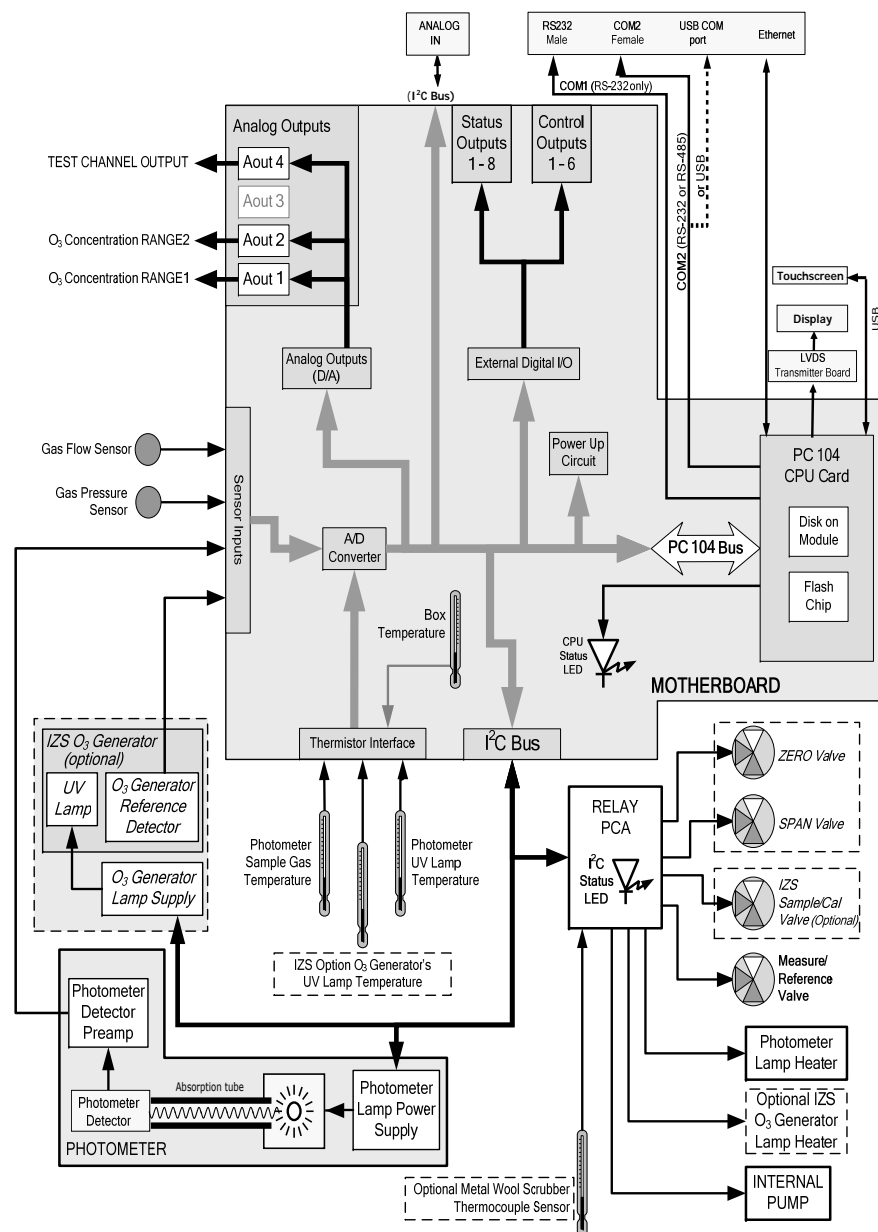 ANALOG
IN
RS232
Male
COM2
Female
USB COM
port
Ethernet
COM1 (RS-232 only)
(I²C Bus)
Analog Outputs
Status
Outputs
1 - 8
Control
Outputs
1 - 6
TEST CHANNEL OUTPUT
Aout 4
Aout 3
O₃ Concentration RANGE2
Aout 2
O₃ Concentration RANGE1
Aout 1
COM2 (RS-232 or RS-485)
or USB
Touchscreen
USB
Display
LVDS
Transmitter Board
Analog Outputs
(D/A)
External Digital I/O
Gas Flow Sensor
Gas Pressure
Sensor
Sensor Inputs
Power Up
Circuit
PC 104
CPU Card
A/D
Converter
PC 104 Bus
Disk on
Module
Flash
Chip
Box
Temperature
CPU
Status
LED
MOTHERBOARD
Thermistor Interface
I²C Bus
IZS O₃ Generator
(optional)
UV
Lamp
O₃ Generator
Reference
Detector
O₃ Generator
Lamp Supply
Photometer
Sample Gas
Temperature
Photometer
UV Lamp
Temperature
IZS Option O₃ Generator's
UV Lamp Temperature
RELAY
PCA
I²C
Status
LED
ZERO Valve
SPAN Valve
IZS
Sample/Cal
Valve (Optional)
Measure/
Reference
Valve
Photometer
Detector
Preamp
Photometer
Detector
Absorption tube
Photometer
Lamp Power
Supply
PHOTOMETER
Photometer
Lamp Heater
Optional IZS
O₃ Generator
Lamp Heater
INTERNAL
PUMP
Optional Metal Wool Scrubber
Thermocouple Sensor